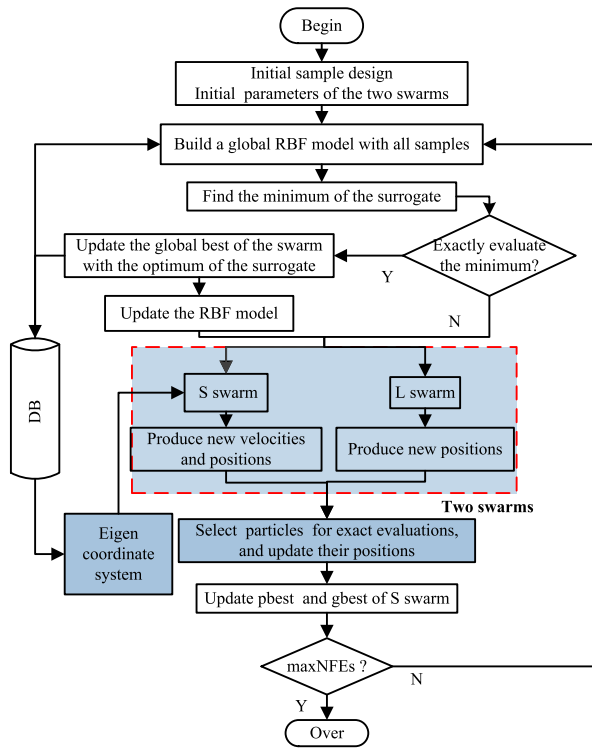 Begin
Initial sample design
Initial parameters of the two swarms
Build a global RBF model with all samples
Find the minimum of the surrogate
Exactly evaluate
the minimum?
Update the global best of the swarm
with the optimum of the surrogate
Y
N
Update the RBF model
DB
S swarm
L swarm
Produce new velocities
and positions
Produce new positions
Two swarms
Eigen
coordinate
system
Select particles for exact evaluations,
and update their positions
Update pbest and gbest of S swarm
maxNFEs ?
N
Y
Over